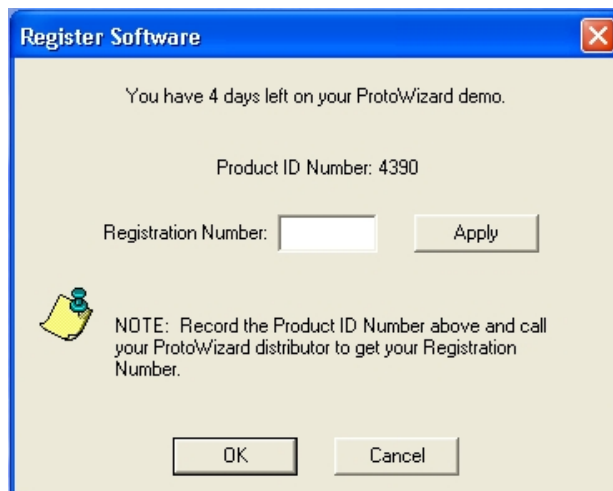 Register Software
You have 4 days left on your ProtoWizard demo.
Product ID Number: 4390
Registration Number:
Apply
NOTE:  Record the Product ID Number above and call
your ProtoWizard distributor to get your Registration
Number.
OK
Cancel